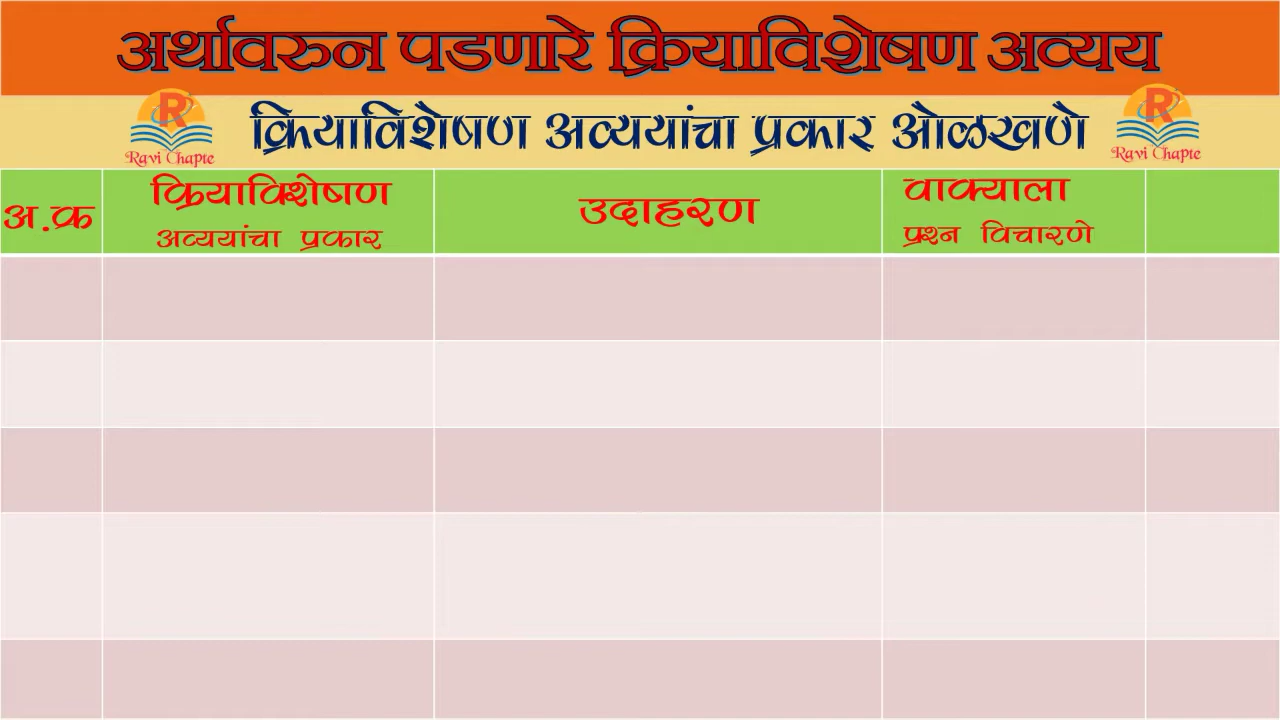 अर्थावरुन पडणारे क्रियाविशेषण अव्यय
क्रियाविशेषण अव्ययांचा प्रकार ओळखणे
R
Ravi Chapte
R
Ravi Chapte
अ.क्र
क्रियाविशेषण
अव्ययांचा प्रकार
उदाहरण
वाक्याला
प्रश्न विचारणे